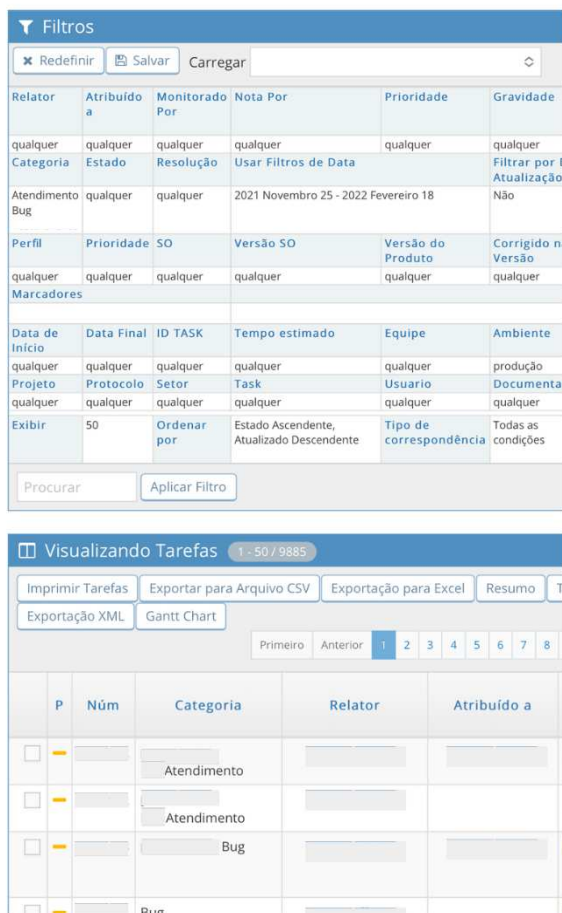 Filtros
Redefinir Salvar Carregar
Relator Atribuído a Monitorado Por Nota Por Prioridade Gravidade
qualquer qualquer qualquer qualquer qualquer qualquer
Categoria Estado Resolução Usar Filtros de Data Filtrar por Atualização
Atendimento Bug qualquer qualquer 2021 Novembro 25 - 2022 Fevereiro 18 Não
Perfil Prioridade SO Versão SO Versão do Produto Corrigido n Versão
qualquer qualquer qualquer qualquer qualquer qualquer
Marcadores
Data de Início Data Final ID TASK Tempo estimado Equipe Ambiente
qualquer qualquer qualquer qualquer qualquer produção
Projeto Protocolo Setor Task Usuario Documenta
qualquer qualquer qualquer qualquer qualquer qualquer
Exibir 50 Ordenar por Estado Ascendente, Atualizado Descendente Tipo de correspondência Todas as condições
Procurar Aplicar Filtro
Visualizando Tarefas 1 - 50 / 9885
Imprimir Tarefas Exportar para Arquivo CSV Exportação para Excel Resumo T
Exportação XML Gantt Chart
Primeiro Anterior 1 2 3 4 5 6 7 8
P Núm Categoria Relator Atribuído a
Atendimento
Atendimento
Bug
Bug